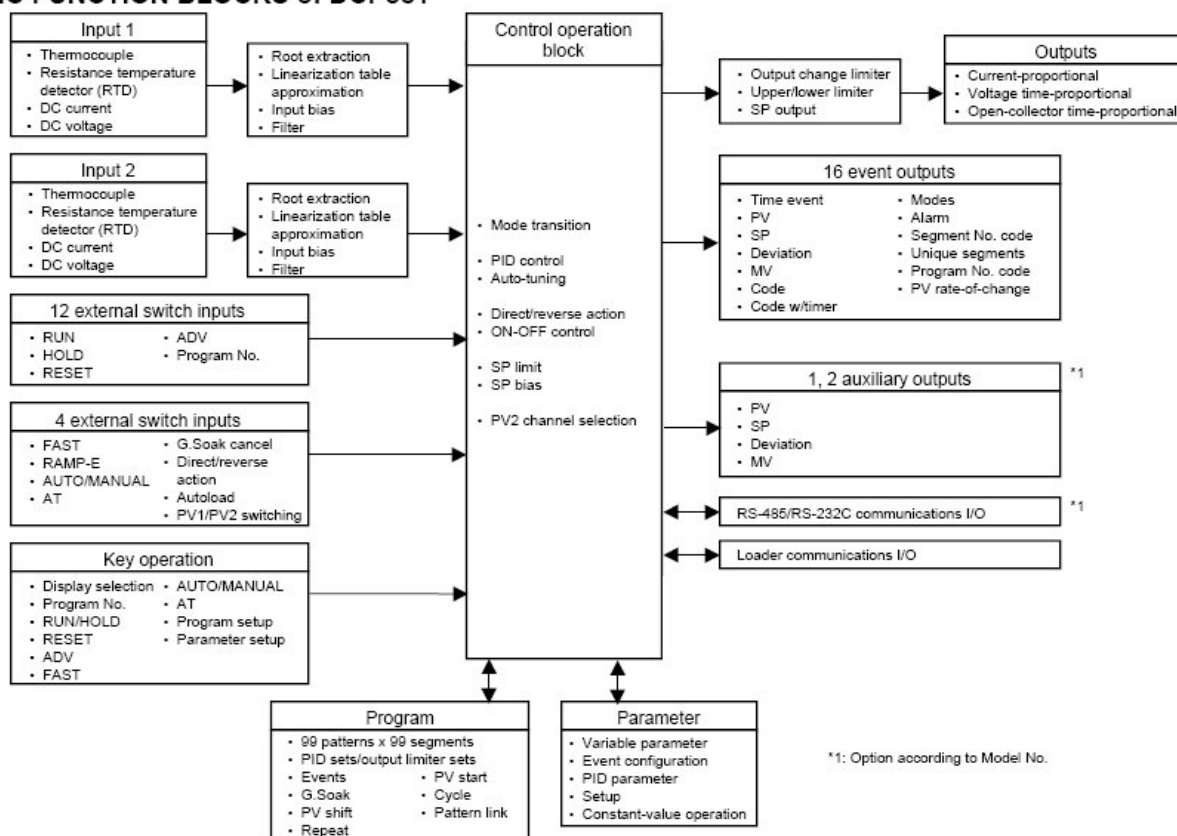 Input 1
• Thermocouple
• Resistance temperature
detector (RTD)
• DC current
• DC voltage
• Root extraction
• Linearization table
approximation
• Input bias
• Filter
Input 2
• Thermocouple
• Resistance temperature
detector (RTD)
• DC current
• DC voltage
• Root extraction
• Linearization table
approximation
• Input bias
• Filter
12 external switch inputs
• RUN
• HOLD
• RESET
• ADV
• Program No.
4 external switch inputs
• FAST
• RAMP-E
• AUTO/MANUAL
• AT
• G.Soak cancel
• Direct/reverse
action
• Autoload
• PV1/PV2 switching
Key operation
• Display selection
• Program No.
• RUN/HOLD
• RESET
• ADV
• FAST
• AUTO/MANUAL
• AT
• Program setup
• Parameter setup
Control operation
block
• Mode transition
• PID control
• Auto-tuning
• Direct/reverse action
• ON-OFF control
• SP limit
• SP bias
• PV2 channel selection
• Output change limiter
• Upper/lower limiter
• SP output
Outputs
• Current-proportional
• Voltage time-proportional
• Open-collector time-proportional
16 event outputs
• Time event
• PV
• SP
• Deviation
• MV
• Code
• Code w/timer
• Modes
• Alarm
• Segment No. code
• Unique segments
• Program No. code
• PV rate-of-change
1, 2 auxiliary outputs
*1
• PV
• SP
• Deviation
• MV
RS-485/RS-232C communications I/O
*1
Loader communications I/O
Program
• 99 patterns x 99 segments
• PID sets/output limiter sets
• Events
• G.Soak
• PV shift
• Repeat
• PV start
• Cycle
• Pattern link
Parameter
• Variable parameter
• Event configuration
• PID parameter
• Setup
• Constant-value operation
*1: Option according to Model No.